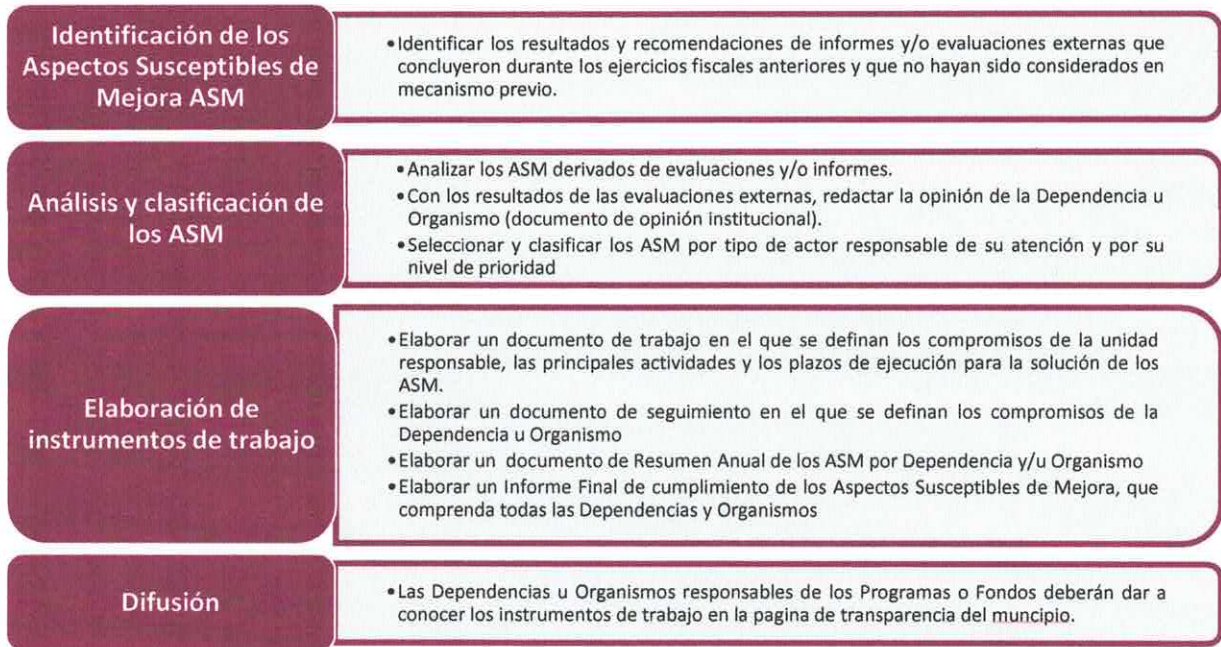 Identificación de los
Aspectos Susceptibles de
Mejora ASM
•Identificar los resultados y recomendaciones de informes y/o evaluaciones externas que
concluyeron durante los ejercicios fiscales anteriores y que no hayan sido considerados en
mecanismo previo.
Análisis y clasificación de
los ASM
•Analizar los ASM derivados de evaluaciones y/o informes.
•Con los resultados de las evaluaciones externas, redactar la opinión de la Dependencia u
Organismo (documento de opinión institucional).
•Seleccionar y clasificar los ASM por tipo de actor responsable de su atención y por su
nivel de prioridad
Elaboración de
instrumentos de trabajo
•Elaborar un documento de trabajo en el que se definan los compromisos de la unidad
responsable, las principales actividades y los plazos de ejecución para la solución de los
ASM.
•Elaborar un documento de seguimiento en el que se definan los compromisos de la
Dependencia u Organismo
•Elaborar un documento de Resumen Anual de los ASM por Dependencia y/u Organismo
•Elaborar un Informe Final de cumplimiento de los Aspectos Susceptibles de Mejora, que
comprenda todas las Dependencias y Organismos
Difusión
•Las Dependencias u Organismos responsables de los Programas o Fondos deberán dar a
conocer los instrumentos de trabajo en la pagina de transparencia del muncipio.